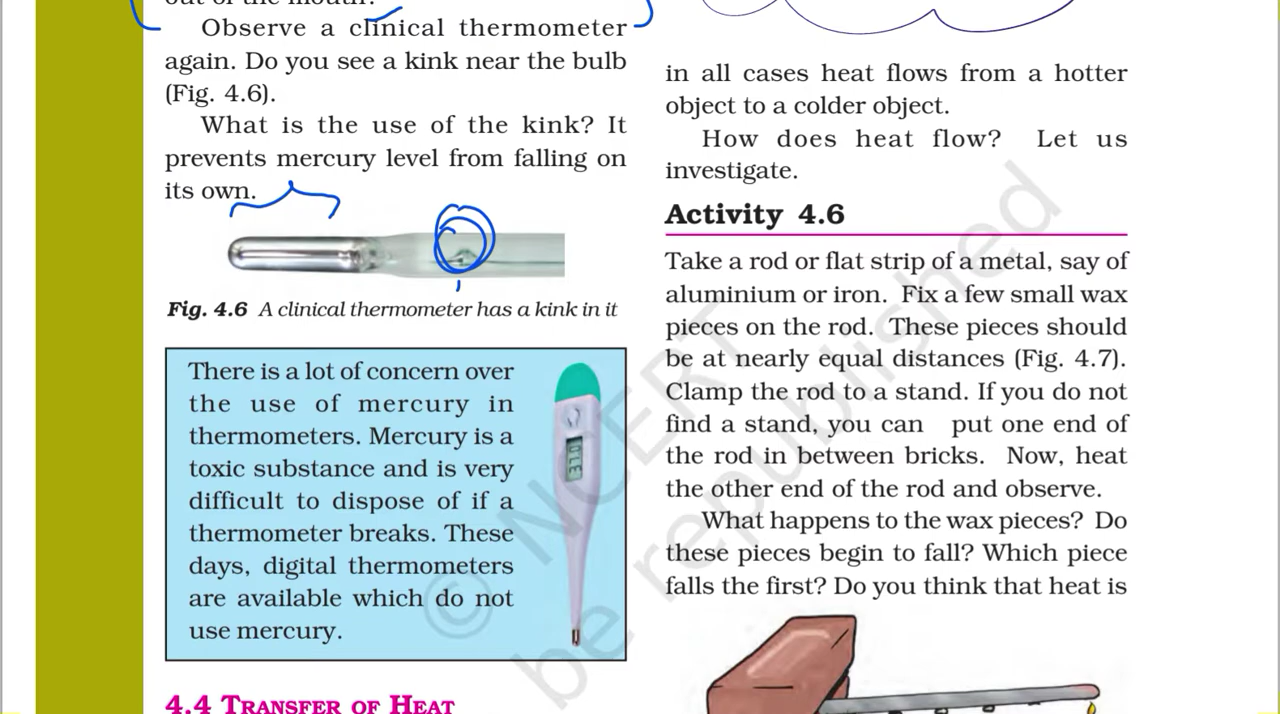 Observe a clinical thermometer
again. Do you see a kink near the bulb
(Fig. 4.6).
What is the use of the kink? It
prevents mercury level from falling on
its own.
Fig. 4.6 A clinical thermometer has a kink in it
There is a lot of concern over
the use of mercury in
thermometers. Mercury is a
toxic substance and is very
difficult to dispose of if a
thermometer breaks. These
days, digital thermometers
are available which do not
use mercury.
4.4 TRANSFER OF HEAT
in all cases heat flows from a hotter
object to a colder object.
How does heat flow? Let us
investigate.
Activity 4.6
Take a rod or flat strip of a metal, say of
aluminium or iron. Fix a few small wax
pieces on the rod. These pieces should
be at nearly equal distances (Fig. 4.7).
Clamp the rod to a stand. If you do not
find a stand, you can put one end of
the rod in between bricks. Now, heat
the other end of the rod and observe.
What happens to the wax pieces? Do
these pieces begin to fall? Which piece
falls the first? Do you think that heat is
© NCERT
be republished